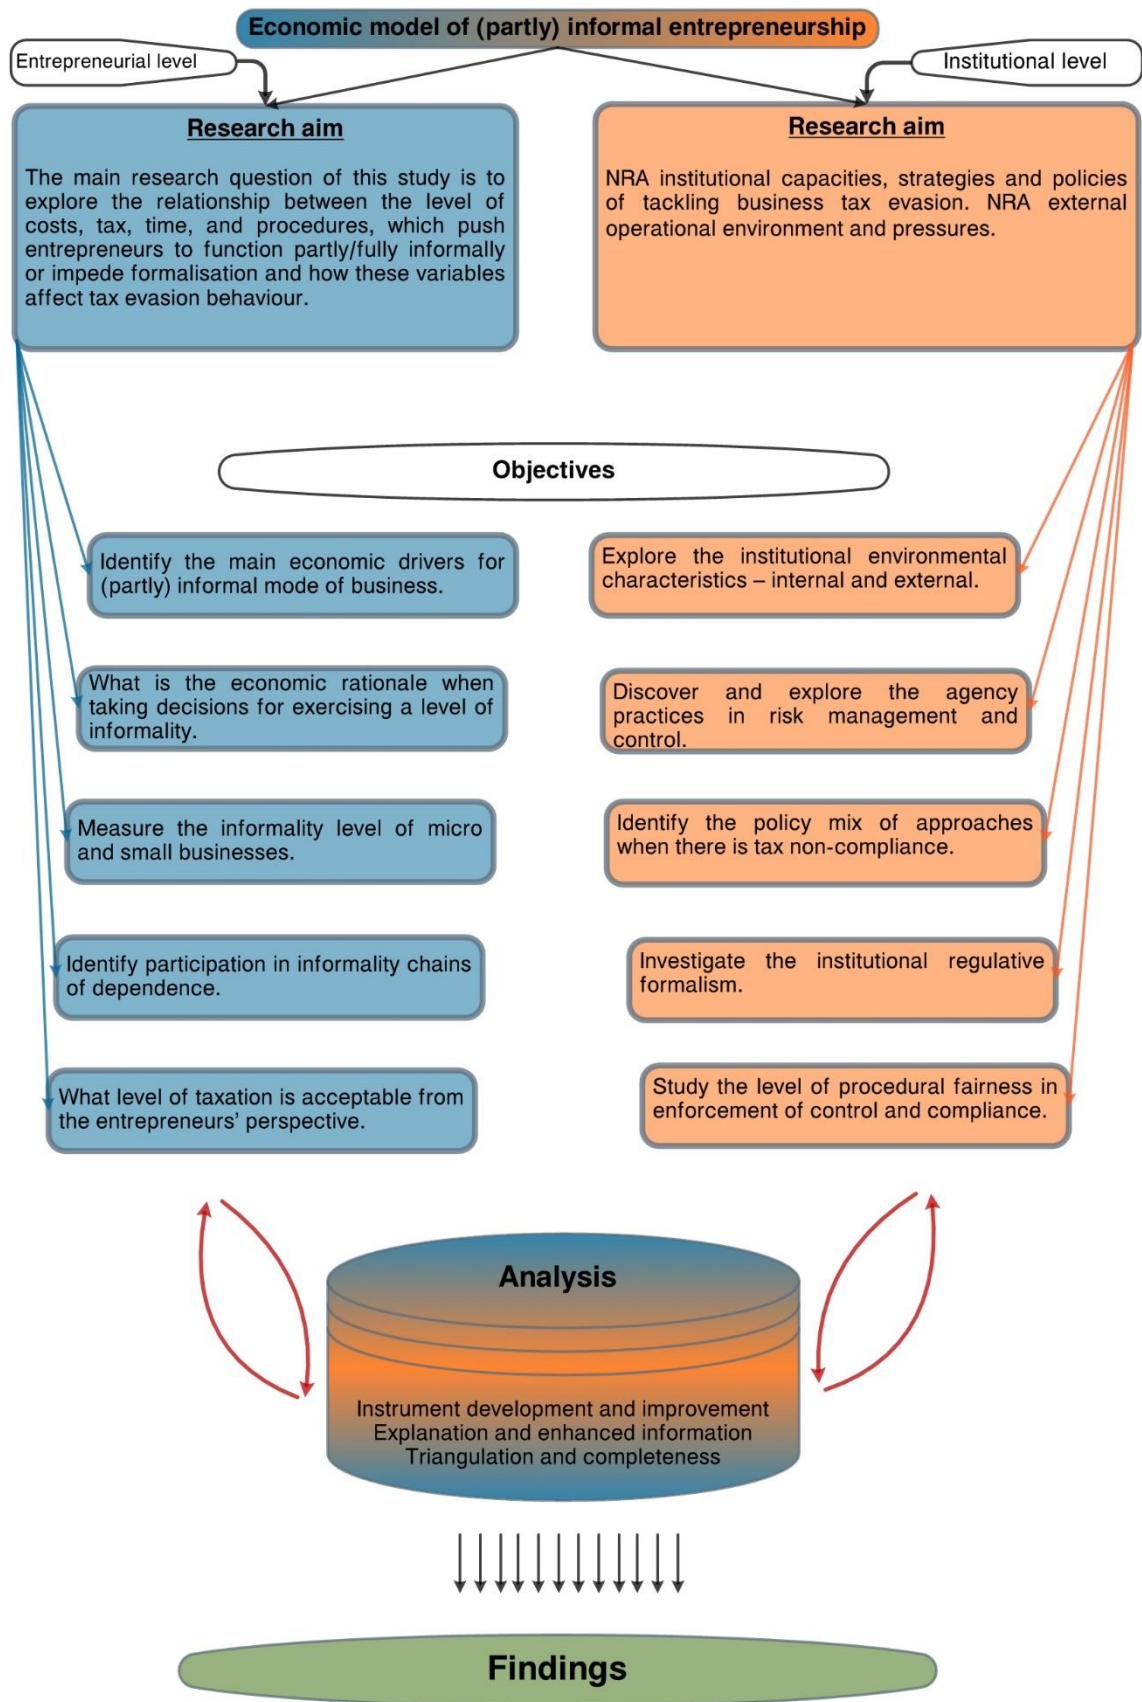 Economic model of (partly) informal entrepreneurship
Entrepreneurial level
Institutional level
Research aim
The main research question of this study is to
explore the relationship between the level of
costs, tax, time, and procedures, which push
entrepreneurs to function partly/fully informally
or impede formalisation and how these variables
affect tax evasion behaviour.
Research aim
NRA institutional capacities, strategies and policies
of tackling business tax evasion. NRA external
operational environment and pressures.
Objectives
Identify the main economic drivers for
(partly) informal mode of business.
What is the economic rationale when
taking decisions for exercising a level of
informality.
Measure the informality level of micro
and small businesses.
Identify participation in informality chains
of dependence.
What level of taxation is acceptable from
the entrepreneurs' perspective.
Explore the institutional environmental
characteristics – internal and external.
Discover and explore the agency
practices in risk management and
control.
Identify the policy mix of approaches
when there is tax non-compliance.
Investigate the institutional regulative
formalism.
Study the level of procedural fairness in
enforcement of control and compliance.
Analysis
Instrument development and improvement
Explanation and enhanced information
Triangulation and completeness
Findings